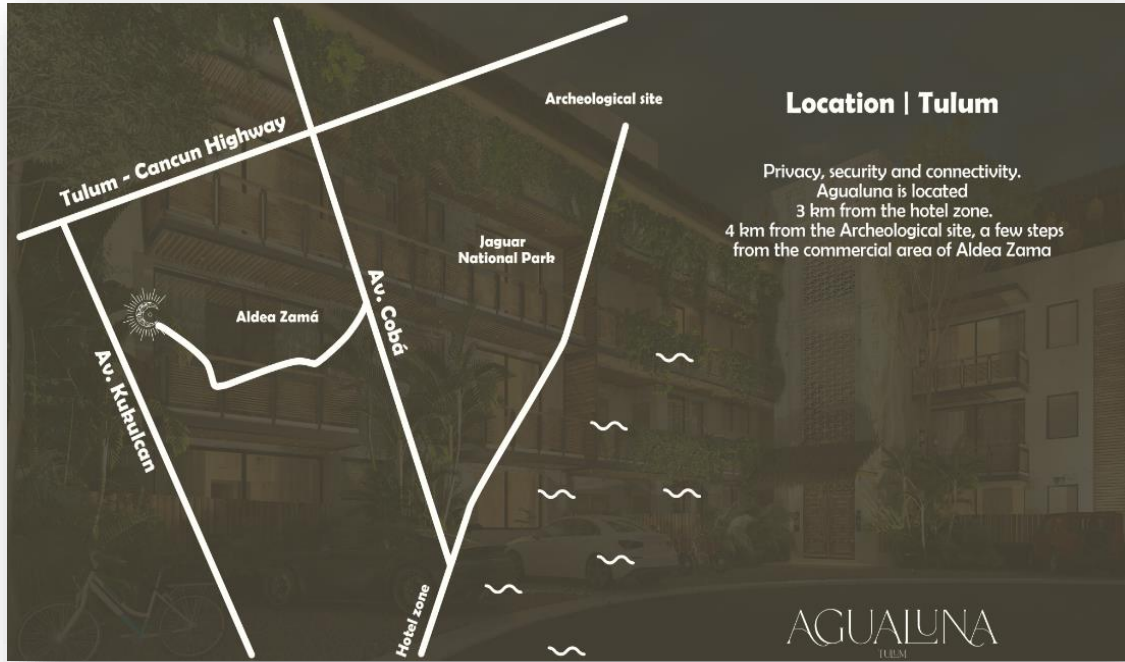 Location | Tulum
Privacy, security and connectivity.
Agualuna is located
3 km from the hotel zone.
4 km from the Archeological site, a few steps
from the commercial area of Aldea Zama
Archeological site
Tulum - Cancun Highway
Jaguar
National Park
Aldea Zamá
Av. Cobá
Av. Kukulcan
Hotel zone
AGUALUNA
TULUM